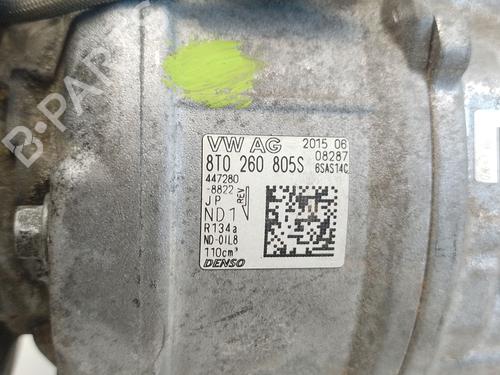 B-PARTS
VW AG 2015 06
08287
8T0 260 805S 6SAS14C
447280
-8822
JP REV
ND1
R134a
ND-OIL8
110cm³
DENSO